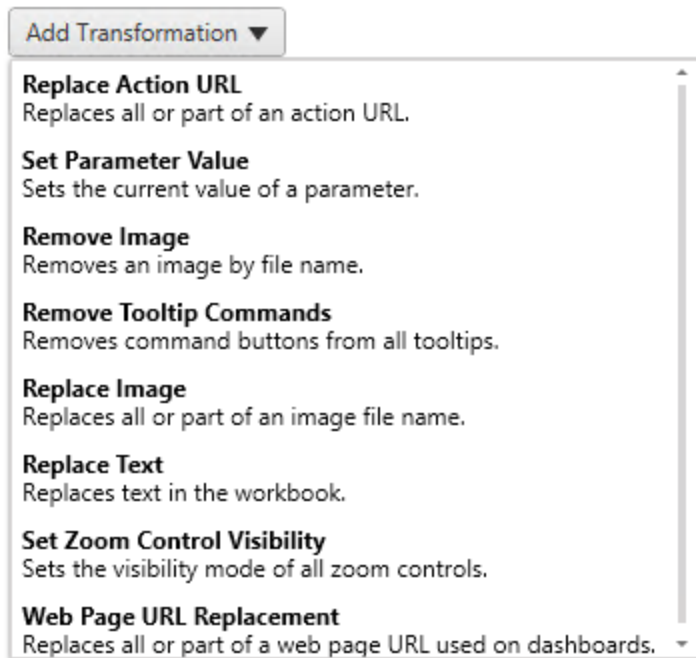 Add Transformation
Replace Action URL
Replaces all or part of an action URL.
Set Parameter Value
Sets the current value of a parameter.
Remove Image
Removes an image by file name.
Remove Tooltip Commands
Removes command buttons from all tooltips.
Replace Image
Replaces all or part of an image file name.
Replace Text
Replaces text in the workbook.
Set Zoom Control Visibility
Sets the visibility mode of all zoom controls.
Web Page URL Replacement
Replaces all or part of a web page URL used on dashboards.